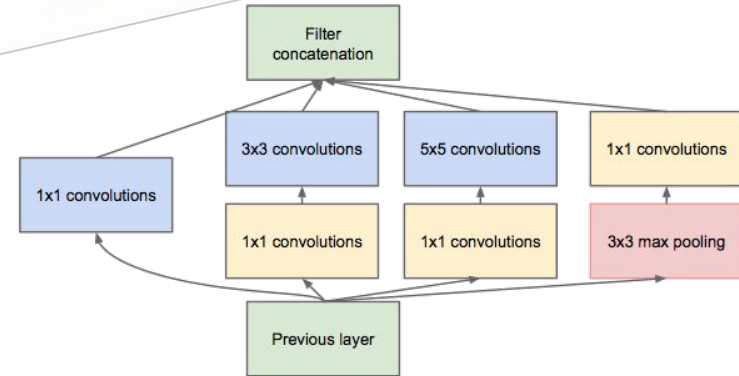 Filter
concatenation
3x3 convolutions
5x5 convolutions
1x1 convolutions
1x1 convolutions
1x1 convolutions
1x1 convolutions
3x3 max pooling
Previous layer